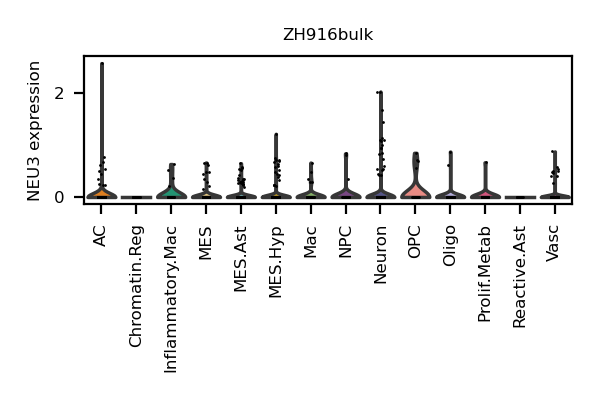 ZH916bulk
NEU3 expression
2
0
AC
Chromatin.Reg
Inflammatory.Mac
MES
MES.Ast
MES.Hyp
Mac
NPC
Neuron
OPC
Oligo
Prolif.Metab
Reactive.Ast
Vasc